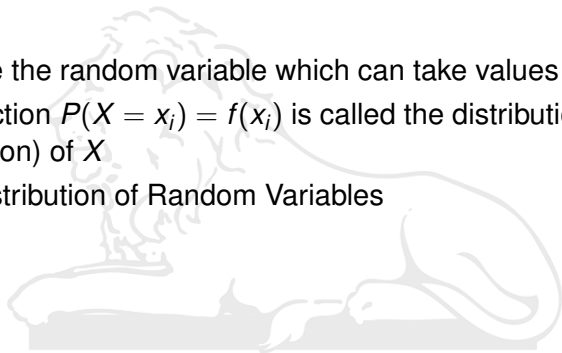 the random variable which can take values
ction P(X = x_i) = f(x_i) is called the distributi
on) of X
stribution of Random Variables